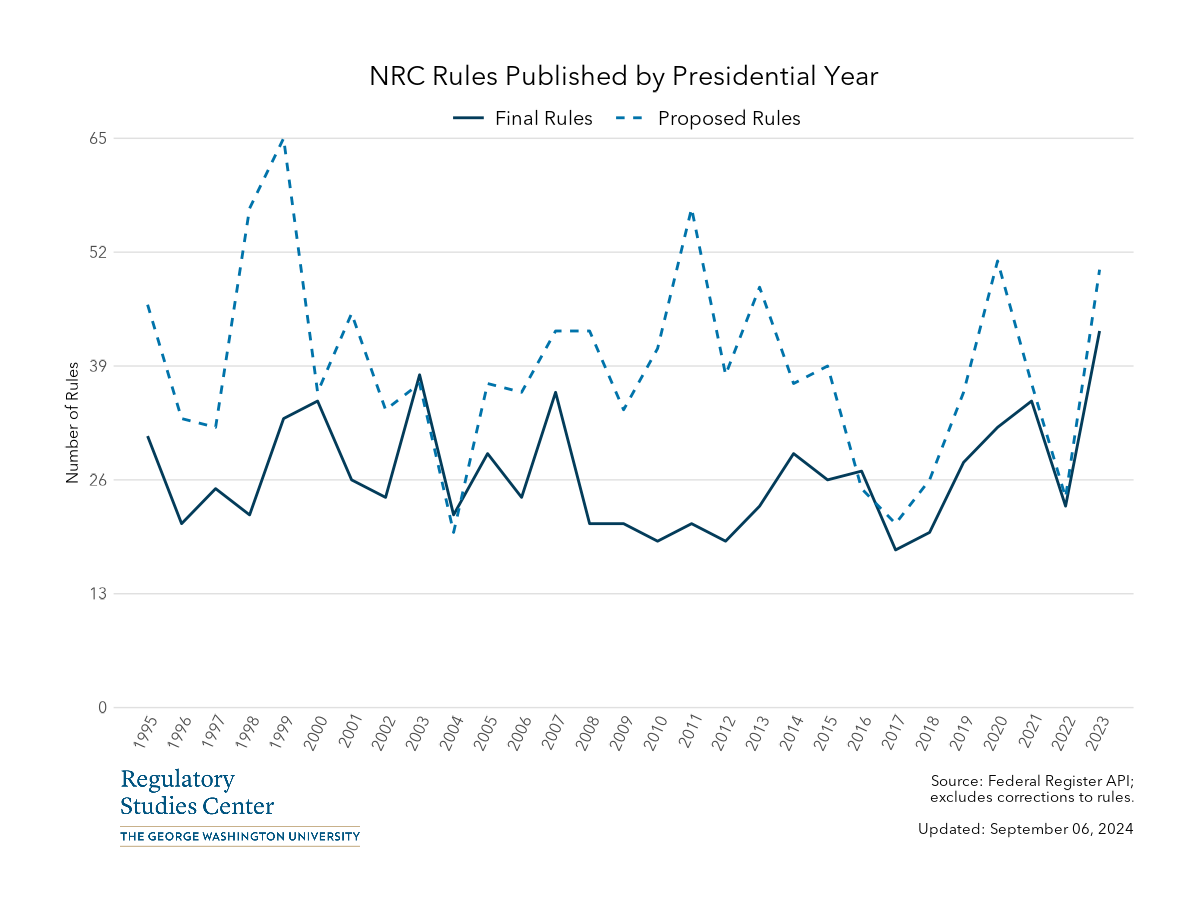 NRC Rules Published by Presidential Year
Final Rules Proposed Rules
65
52
39
26
13
0
Number of Rules
1995 1996 1997 1998 1999 2000 2001 2002 2003 2004 2005 2006 2007 2008 2009 2010 2011 2012 2013 2014 2015 2016 2017 2018 2019 2020 2021 2022 2023
Regulatory
Studies Center
THE GEORGE WASHINGTON UNIVERSITY
Source: Federal Register API;
excludes corrections to rules.
Updated: September 06, 2024